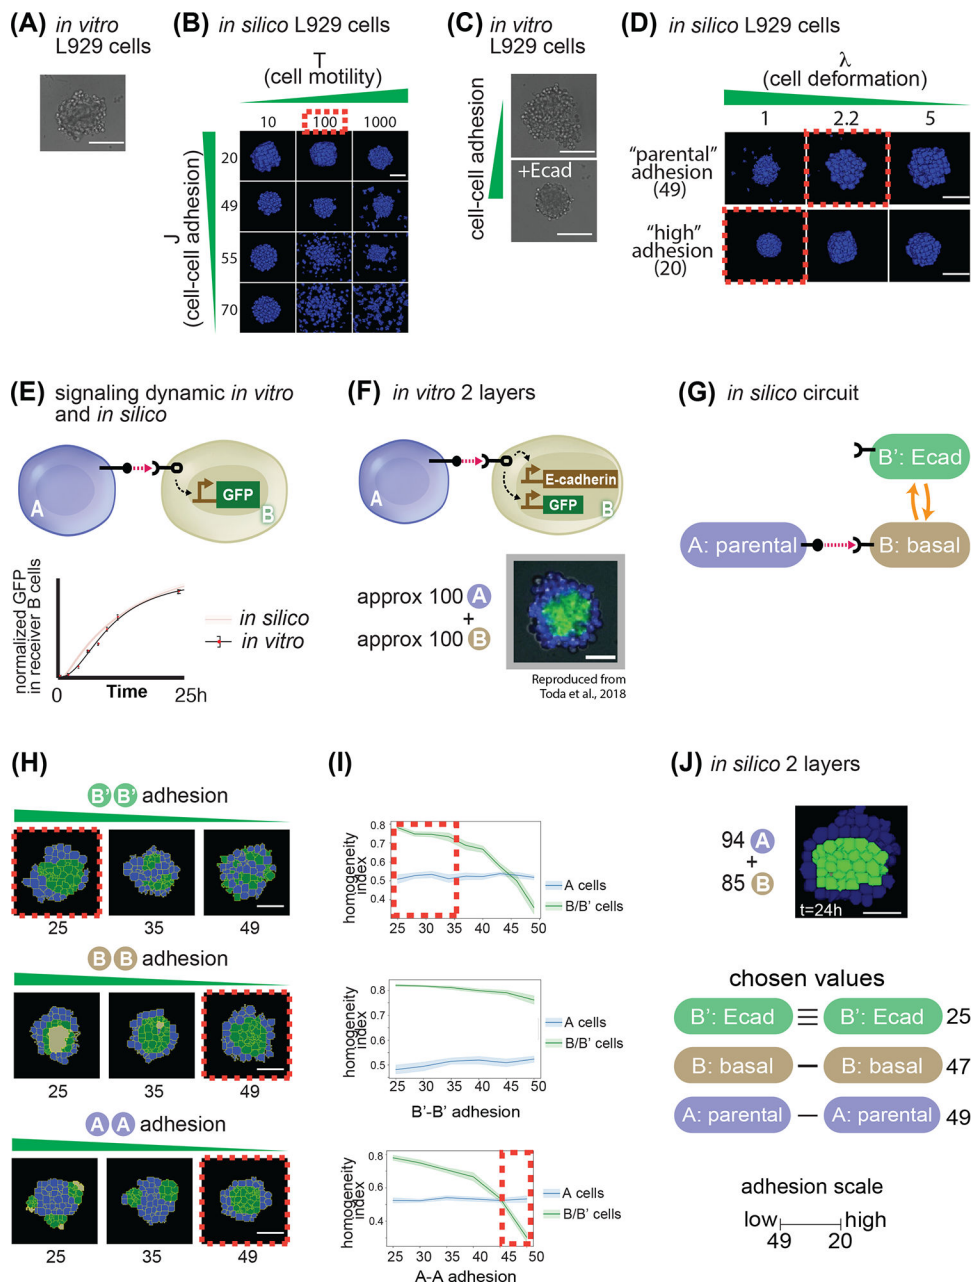 (A) in vitro
L929 cells
(B) in silico L929 cells
T
(cell motility)
10 100 1000
J
(cell-cell adhesion)
20
49
55
70
(C) in vitro
L929 cells
cell-cell adhesion
+Ecad
(D) in silico L929 cells
λ
(cell deformation)
1 2.2 5
"parental"
adhesion
(49)
"high"
adhesion
(20)
(E) signaling dynamic in vitro
and in silico
A
GFP
B
normalized GFP
in receiver B cells
in silico
in vitro
0 Time 25h
(F) in vitro 2 layers
A
E-cadherin
GFP
B
approx 100 A
+
approx 100 B
Reproduced from
Toda et al., 2018
(G) in silico circuit
B': Ecad
A: parental
B: basal
(H)
B' B' adhesion
25 35 49
B B adhesion
25 35 49
A A adhesion
25 35 49
(I)
homogeneity
index
0.8
0.7
0.6
0.5
0.4
A cells
B/B' cells
25 30 35 40 45 50
homogeneity
index
0.8
0.5
A cells
B/B' cells
25 30 35 40 45 50
B'-B' adhesion
homogeneity
index
0.8
0.6
0.4
A cells
B/B' cells
25 30 35 40 45 50
A-A adhesion
(J) in silico 2 layers
94 A
+
85 B
t=24h
chosen values
B': Ecad B': Ecad 25
B: basal B: basal 47
A: parental A: parental 49
adhesion scale
low high
49 20